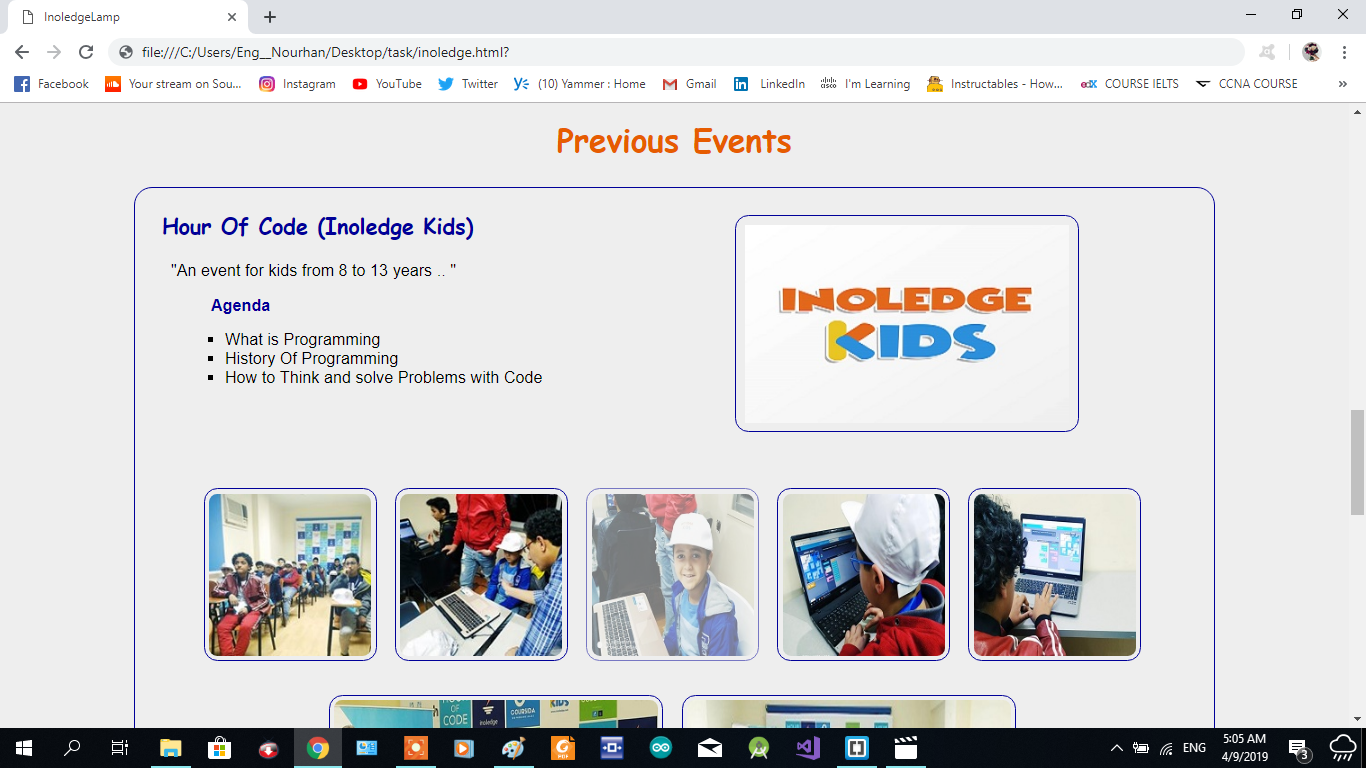 InoledgeLamp
file:///C:/Users/Eng__Nourhan/Desktop/task/inoledge.html?
Facebook
Your stream on Sou...
Instagram
YouTube
Twitter
(10) Yammer : Home
Gmail
LinkedIn
I'm Learning
Instructables - How...
COURSE IELTS
CCNA COURSE
Previous Events
Hour Of Code (Inoledge Kids)
"An event for kids from 8 to 13 years .. "
Agenda
What is Programming
History Of Programming
How to Think and solve Problems with Code
INOLEDGE
KIDS
HOUR
OF
CODE
inoledge
COURSERA
KIDS
ENG
5:05 AM
4/9/2019
3